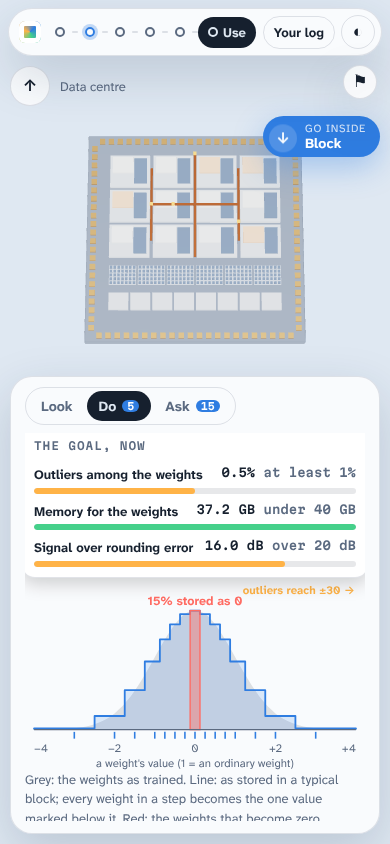 Use
Your log
Data centre
GO INSIDE
Block
Look
Do 5
Ask 15
THE GOAL, NOW
Outliers among the weights 0.5% at least 1%
Memory for the weights 37.2 GB under 40 GB
Signal over rounding error 16.0 dB over 20 dB
outliers reach ±30 →
15% stored as 0
−4 −2 0 +2 +4
a weight's value (1 = an ordinary weight)
Grey: the weights as trained. Line: as stored in a typical
block; every weight in a step becomes the one value
marked below it. Red: the weights that become zero